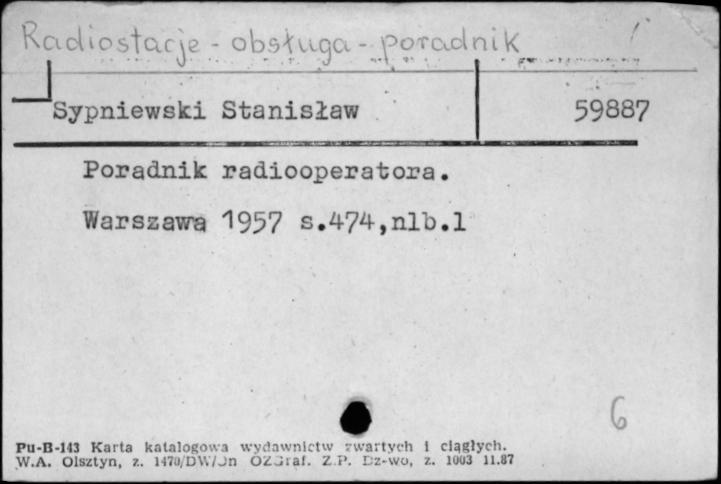 Radiostacje - obsługa - poradnik
Sypniewski Stanisław 59887
Poradnik radiooperatora.
Warszawa 1957 s.474,nlb.1
6
Pu-B-143 Karta katalogowa wydawnictw zwartych i ciągłych.
W.A. Olsztyn, z. 1470/DW/Jn OZGraf. Z.P. Dz-wo, z. 1003 11.87